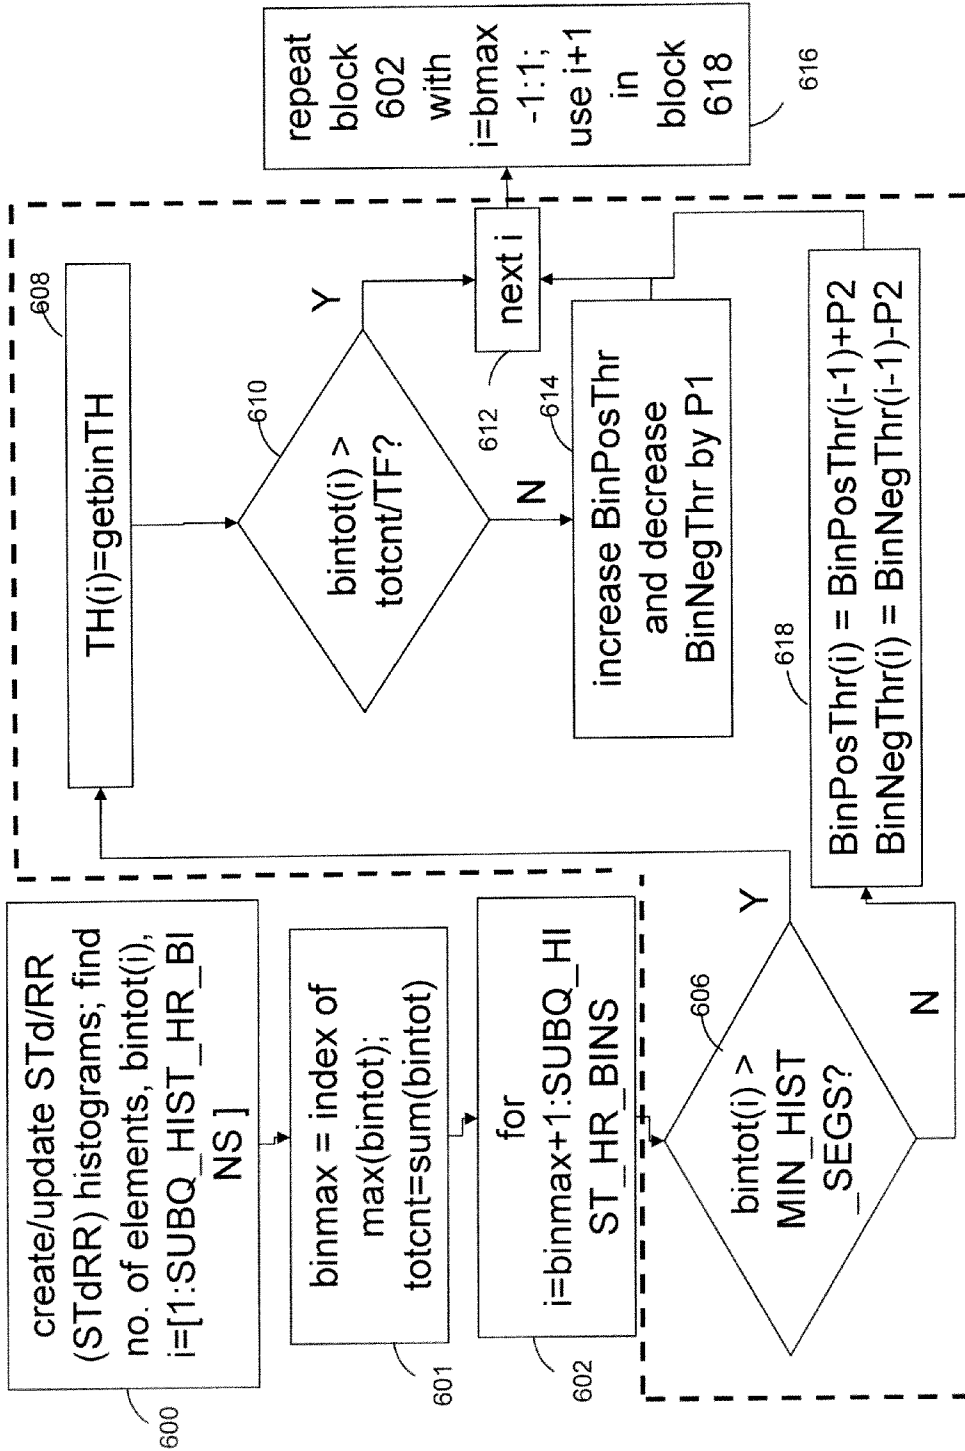 create/update STd/RR
(STdRR) histograms; find
no. of elements, bintot(i),
i=[1:SUBQ_HIST_HR_BI
NS ]
600
binmax = index of
max(bintot);
totcnt=sum(bintot)
601
for
i=binmax+1:SUBQ_HI
ST_HR_BINS
602
bintot(i) >
MIN_HIST
_SEGS?
606
Y
N
TH(i)=getbinTH
608
bintot(i) >
totcnt/TF?
610
Y
N
next i
612
increase BinPosThr
and decrease
BinNegThr by P1
614
BinPosThr(i) = BinPosThr(i-1)+P2
BinNegThr(i) = BinNegThr(i-1)-P2
618
repeat
block
602
with
i=bmax
-1:1;
use i+1
in
block
618
616